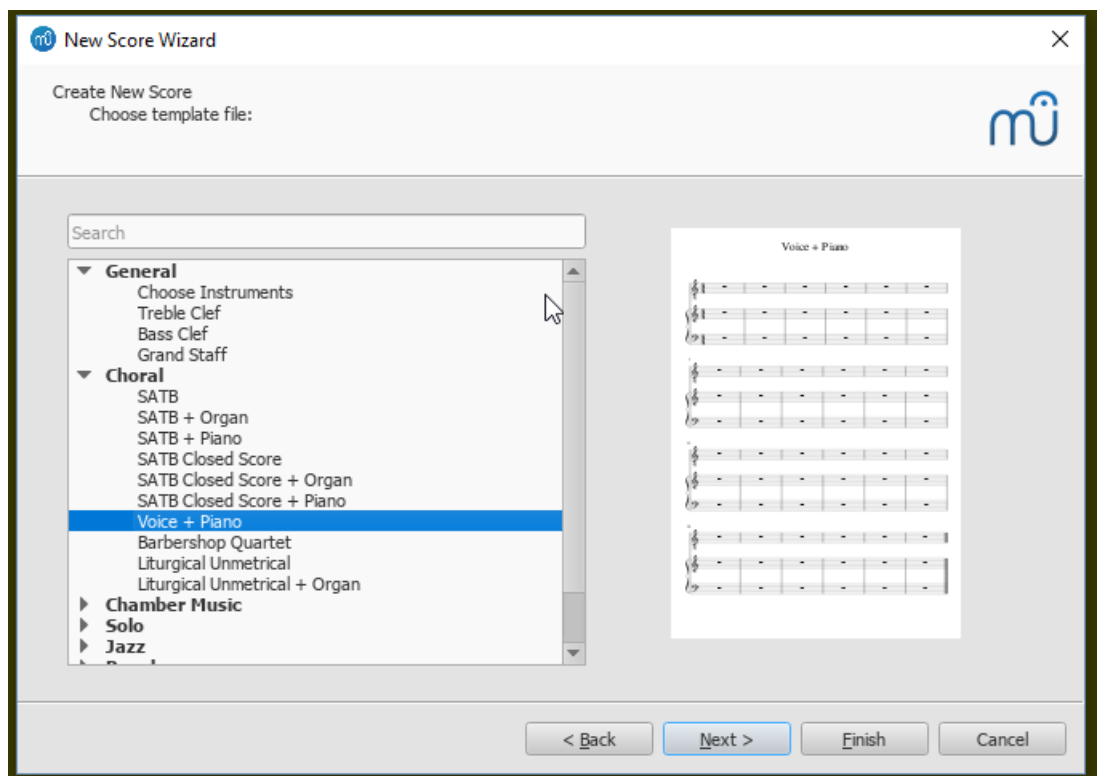 New Score Wizard
Create New Score
Choose template file:
Search
General
Choose Instruments
Treble Clef
Bass Clef
Grand Staff
Choral
SATB
SATB + Organ
SATB + Piano
SATB Closed Score
SATB Closed Score + Organ
SATB Closed Score + Piano
Voice + Piano
Barbershop Quartet
Liturgical Unmetrical
Liturgical Unmetrical + Organ
Chamber Music
Solo
Jazz
Voice + Piano
< Back
Next >
Finish
Cancel